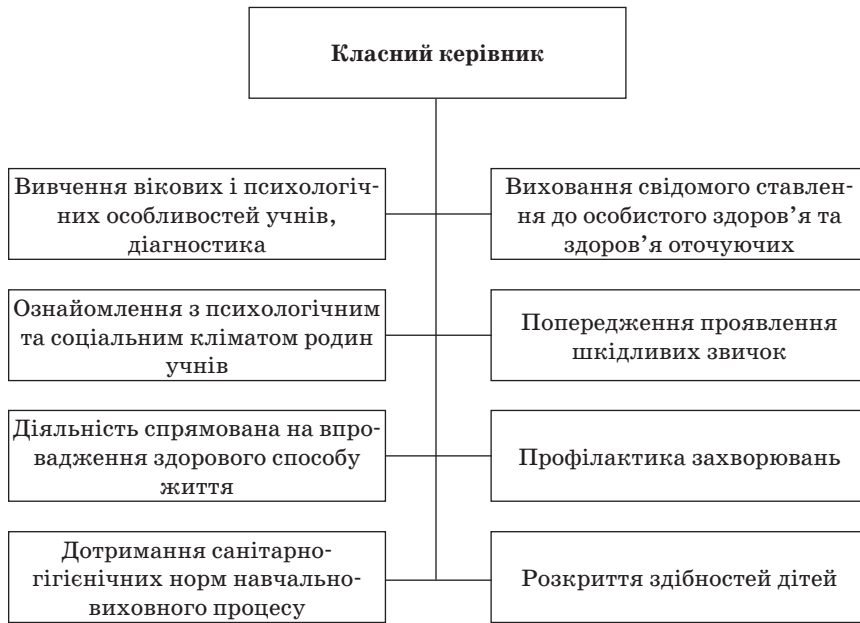 Класний керівник
Вивчення вікових і психологіч-
них особливостей учнів,
діагностика
Виховання свідомого ставлен-
ня до особистого здоров’я та
здоров’я оточуючих
Ознайомлення з психологічним
та соціальним кліматом родин
учнів
Попередження проявлення
шкідливих звичок
Діяльність спрямована на впро-
вадження здорового способу
життя
Профілактика захворювань
Дотримання санітарно-
гігієнічних норм навчально-
виховного процесу
Розкриття здібностей дітей